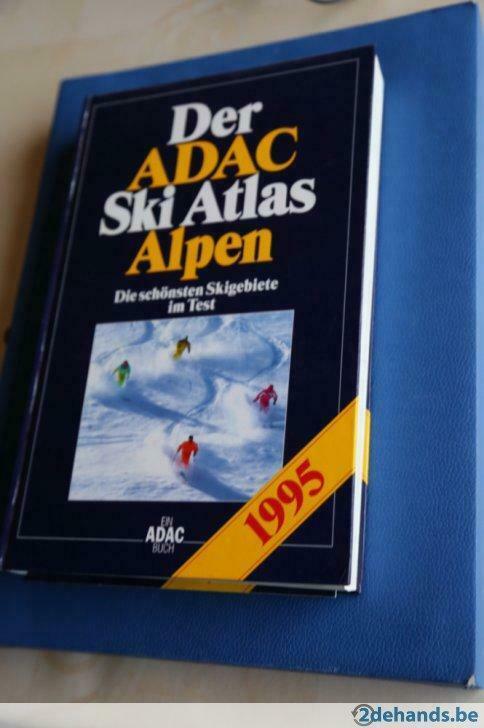 Der
ADAC
Ski Atlas
Alpen
Die schönsten Skigebiete
im Test
1995
EIN
ADAC
BUCH
2dehands.be